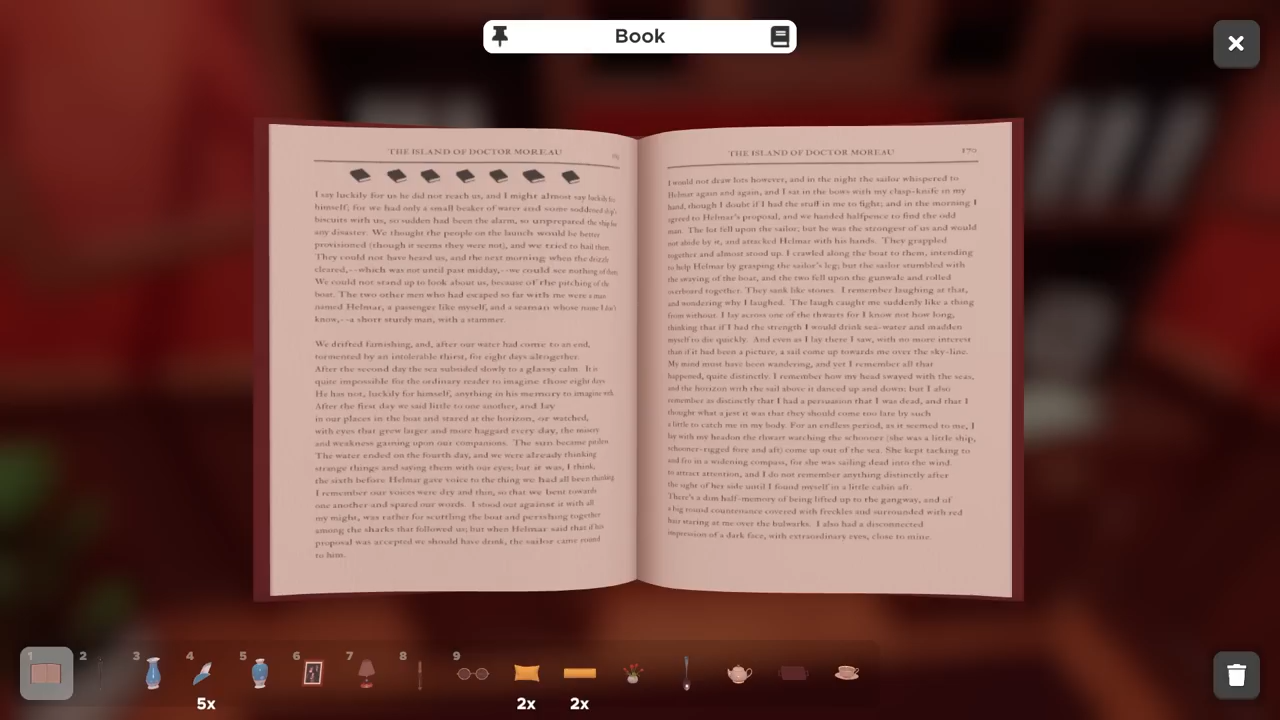 Book
THE ISLAND OF DOCTOR MOREAU
I say luckily for us he did not reach us, and I might almost say luckily for
himself; for we had only a small beaker of water and some soddened ship's
biscuits with us, so sudden had been the alarm, so unprepared the ship for
any disaster. We thought the people on the launch would be better
provisioned (though it seems they were not), and we tried to hail them.
They could not have heard us, and the next morning when the drizzle
cleared,--which was not until past midday,--we could see nothing of them.
We could not stand up to look about us, because of the pitching of the
boat. The two other men who had escaped so far with me were a man
named Helmar, a passenger like myself, and a seaman whose name I don't
know,--a short sturdy man, with a stammer.
We drifted famishing, and, after our water had come to an end,
tormented by an intolerable thirst, for eight days altogether.
After the second day the sea subsided slowly to a glassy calm. It is
quite impossible for the ordinary reader to imagine those eight days
He has not, luckily for himself, anything in his memory to imagine with.
After the first day we said little to one another, and lay
in our places in the boat and stared at the horizon, or watched,
with eyes that grew larger and more haggard every day, the misery
and weakness gaining upon our companions. The sun became pitiless
The water ended on the fourth day, and we were already thinking
strange things and saying them with our eyes; but it was, I think,
the sixth before Helmar gave voice to the thing we had all been thinking
I remember our voices were dry and thin, so that we bent towards
one another and spared our words. I stood out against it with all
my might, was rather for scuttling the boat and perishing together
among the sharks that followed us; but when Helmar said that if his
proposal was accepted we should have drink, the sailor came round
to him.
THE ISLAND OF DOCTOR MOREAU 170
I would not draw lots however, and in the night the sailor whispered to
Helmar again and again, and I sat in the bows with my clasp-knife in my
hand, though I doubt if I had the stuff in me to fight; and in the morning I
agreed to Helmar's proposal, and we handed halfpence to find the odd
man. The lot fell upon the sailor; but he was the strongest of us and would
not abide by it, and attacked Helmar with his hands. They grappled
together and almost stood up. I crawled along the boat to them, intending
to help Helmar by grasping the sailor's leg; but the sailor stumbled with
the swaying of the boat, and the two fell upon the gunwale and rolled
overboard together. They sank like stones. I remember laughing at that,
and wondering why I laughed. The laugh caught me suddenly like a thing
from without. I lay across one of the thwarts for I know not how long,
thinking that if I had the strength I would drink sea-water and madden
myself to die quickly. And even as I lay there I saw, with no more interest
than if it had been a picture, a sail come up towards me over the sky-line.
My mind must have been wandering, and yet I remember all that
happened, quite distinctly. I remember how my head swayed with the seas,
and the horizon with the sail above it danced up and down; but I also
remember as distinctly that I had a persuasion that I was dead, and that I
thought what a jest it was that they should come too late by such
a little to catch me in my body. For an endless period, as it seemed to me, I
lay with my head on the thwart watching the schooner (she was a little ship,
schooner-rigged fore and aft) come up out of the sea. She kept tacking to
and fro in a widening compass, for she was sailing dead into the wind.
to attract attention, and I do not remember anything distinctly after
the sight of her side until I found myself in a little cabin aft.
There's a dim half-memory of being lifted up to the gangway, and of
a big round countenance covered with freckles and surrounded with red
hair staring at me over the bulwarks. I also had a disconnected
impression of a dark face, with extraordinary eyes, close to mine.
1 2 3 4 5 6 7 8 9
5x 2x 2x